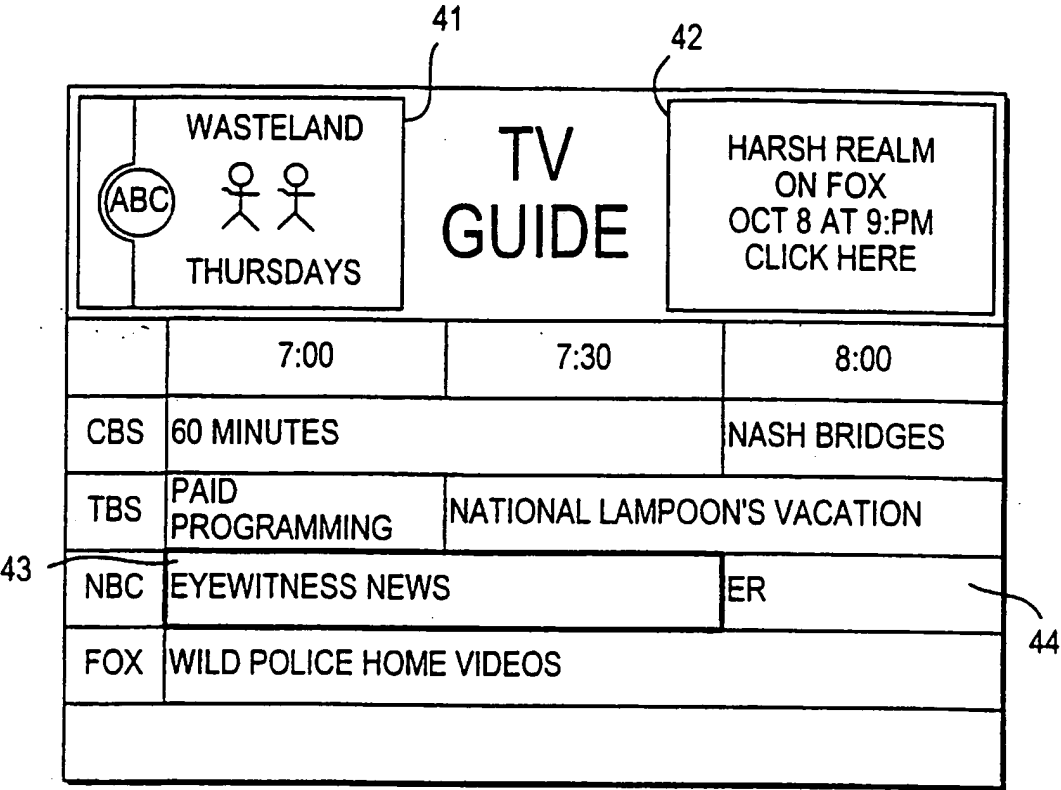 41
42
WASTELAND
ABC
THURSDAYS
TV
GUIDE
HARSH REALM
ON FOX
OCT 8 AT 9:PM
CLICK HERE
7:00 7:30 8:00
CBS 60 MINUTES NASH BRIDGES
TBS PAID
PROGRAMMING NATIONAL LAMPOON'S VACATION
43 NBC EYEWITNESS NEWS ER
44
FOX WILD POLICE HOME VIDEOS